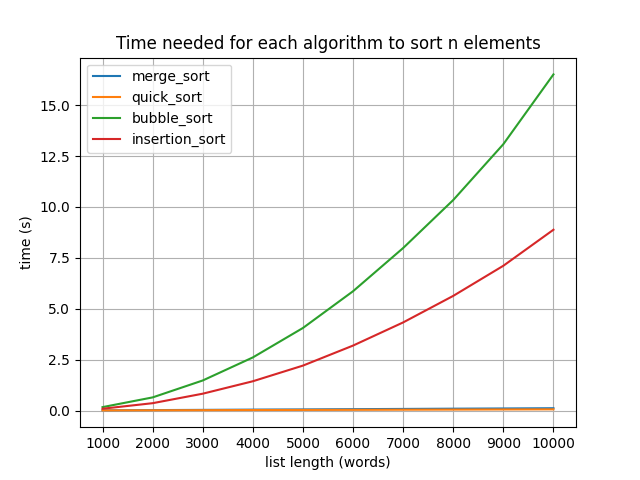 Time needed for each algorithm to sort n elements
merge_sort
quick_sort
bubble_sort
insertion_sort
time (s)
15.0
12.5
10.0
7.5
5.0
2.5
0.0
1000 2000 3000 4000 5000 6000 7000 8000 9000 10000
list length (words)